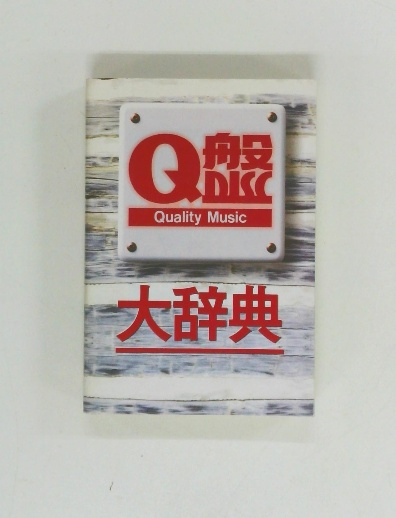 Q盤
DISC
Quality Music
大辞典